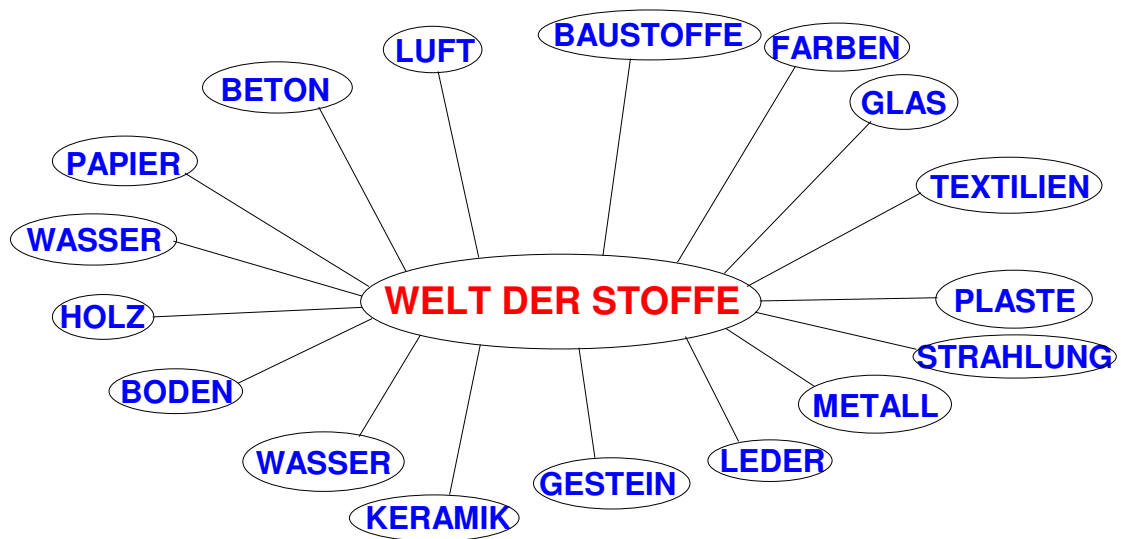 BAUSTOFFE
LUFT
FARBEN
BETON
GLAS
PAPIER
TEXTILIEN
WASSER
WELT DER STOFFE
PLASTE
HOLZ
STRAHLUNG
BODEN
METALL
WASSER
LEDER
GESTEIN
KERAMIK